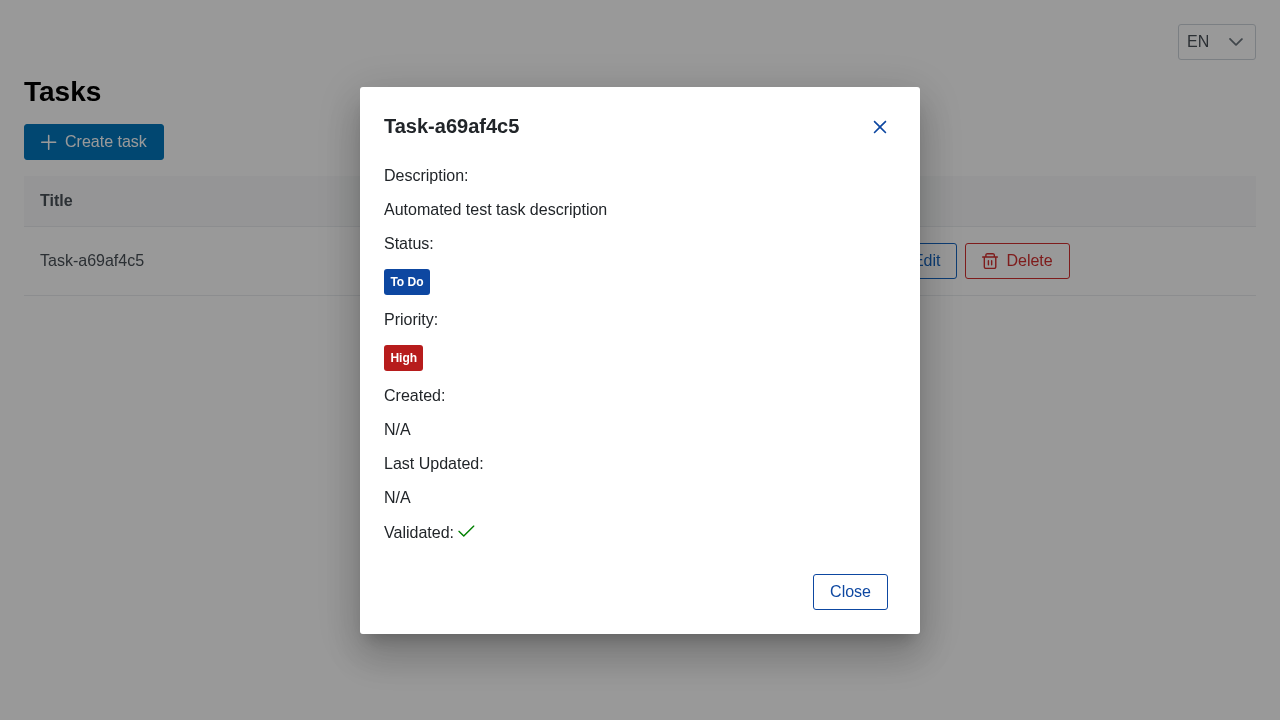 EN
Tasks
Create task
Title
Task-a69af4c5
Edit
Delete
Task-a69af4c5
Description:
Automated test task description
Status:
To Do
Priority:
High
Created:
N/A
Last Updated:
N/A
Validated:
Close